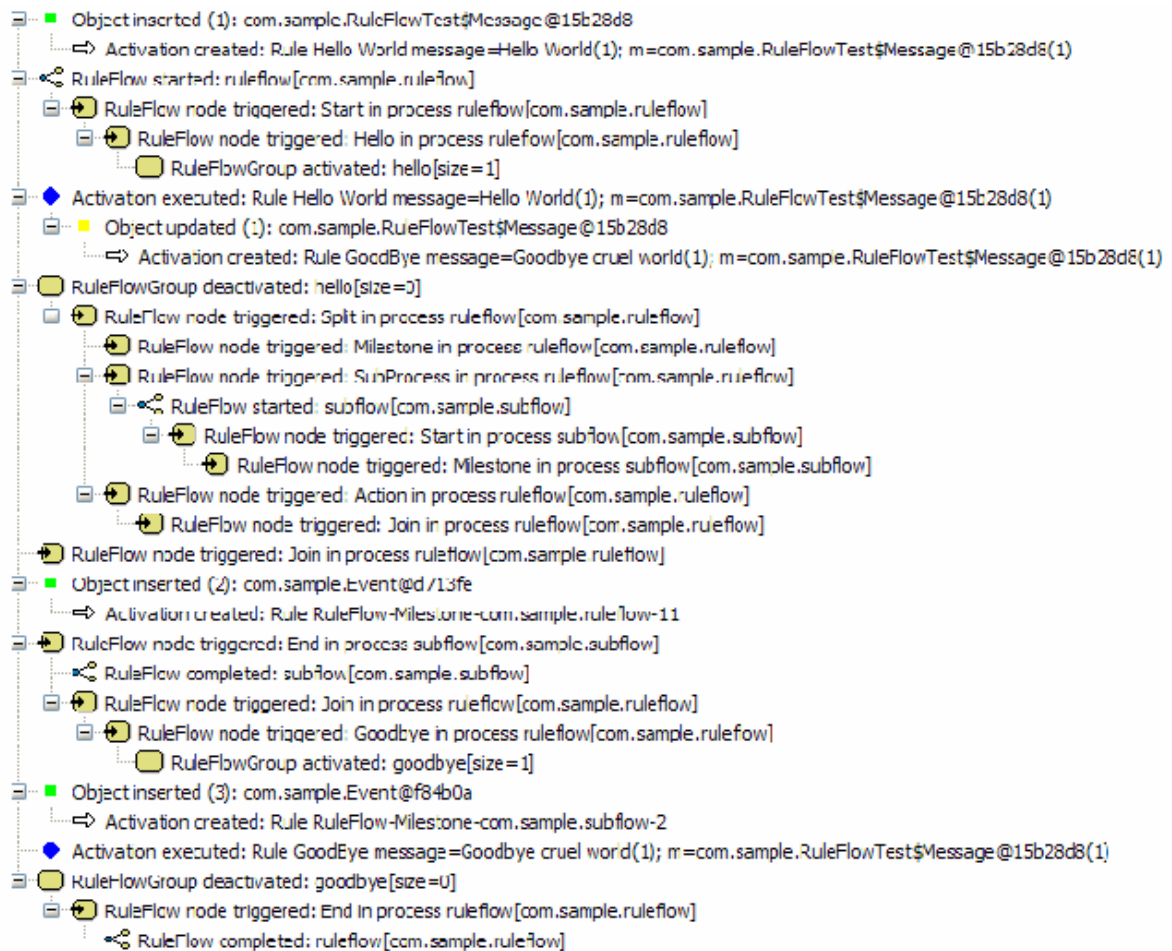 Object inserted (1): com.sample.RuleFlowTest$Message@15b28d8
Activation created: Rule Hello World message=Hello World(1); m=com.sample.RuleFlowTest$Message@15b28d8(1)
RuleFlow started: ruleflow[com.sample.ruleflow]
RuleFlow node triggered: Start in process ruleflow[com.sample.ruleflow]
RuleFlow node triggered: Hello in process ruleflow[com.sample.ruleflow]
RuleFlowGroup activated: hello[size=1]
Activation executed: Rule Hello World message=Hello World(1); m=com.sample.RuleFlowTest$Message@15b28d8(1)
Object updated (1): com.sample.RuleFlowTest$Message@15b28d8
Activation created: Rule GoodBye message=Goodbye cruel world(1); m=com.sample.RuleFlowTest$Message@15b28d8(1)
RuleFlowGroup deactivated: hello[size=0]
RuleFlow node triggered: Split in process ruleflow[com.sample.ruleflow]
RuleFlow node triggered: Milestone in process ruleflow[com.sample.ruleflow]
RuleFlow node triggered: SubProcess in process ruleflow[com.sample.ruleflow]
RuleFlow started: subflow[com.sample.subflow]
RuleFlow node triggered: Start in process subflow[com.sample.subflow]
RuleFlow node triggered: Milestone in process subflow[com.sample.subflow]
RuleFlow node triggered: Action in process ruleflow[com.sample.ruleflow]
RuleFlow node triggered: Join in process ruleflow[com.sample.ruleflow]
RuleFlow node triggered: Join in process ruleflow[com.sample.ruleflow]
Object inserted (2): com.sample.Event@d713fe
Activation created: Rule RuleFlow-Milestone-com.sample.ruleflow-11
RuleFlow node triggered: End in process subflow[com.sample.subflow]
RuleFlow completed: subflow[com.sample.subflow]
RuleFlow node triggered: Join in process ruleflow[com.sample.ruleflow]
RuleFlow node triggered: Goodbye in process ruleflow[com.sample.ruleflow]
RuleFlowGroup activated: goodbye[size=1]
Object inserted (3): com.sample.Event@f84b0a
Activation created: Rule RuleFlow-Milestone-com.sample.subflow-2
Activation executed: Rule GoodBye message=Goodbye cruel world(1); m=com.sample.RuleFlowTest$Message@15b28d8(1)
RuleFlowGroup deactivated: goodbye[size=0]
RuleFlow node triggered: End in process ruleflow[com.sample.ruleflow]
RuleFlow completed: ruleflow[com.sample.ruleflow]